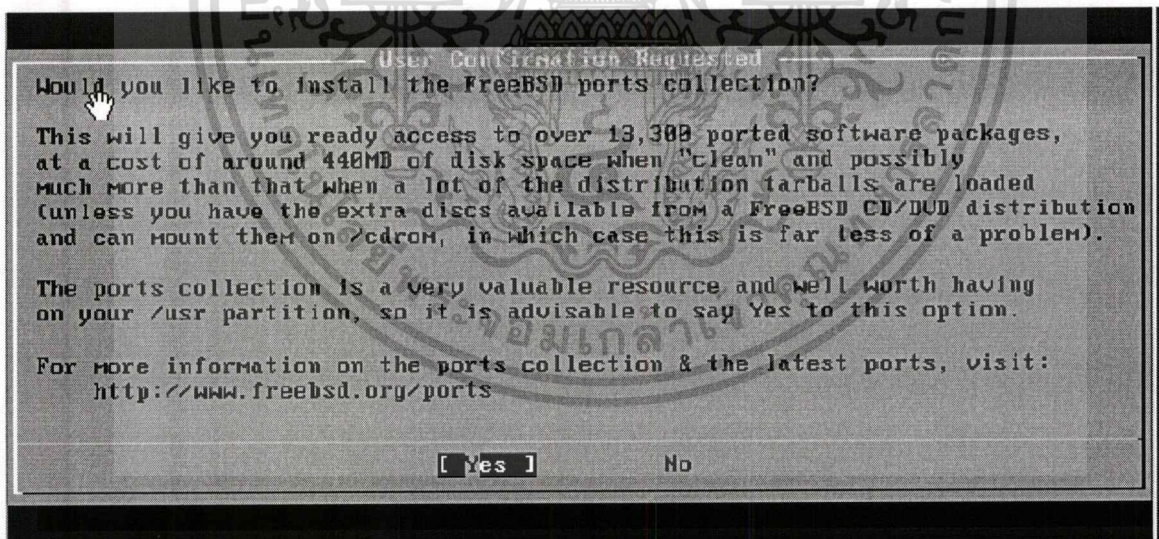 User Confirmation Requested
Would you like to install the FreeBSD ports collection?
This will give you ready access to over 13,300 ported software packages,
at a cost of around 440MB of disk space when "clean" and possibly
much more than that when a lot of the distribution tarballs are loaded
(unless you have the extra discs available from a FreeBSD CD/DVD distribution
and can mount them on /cdrom, in which case this is far less of a problem).
The ports collection is a very valuable resource and well worth having
on your /usr partition, so it is advisable to say Yes to this option.
For more information on the ports collection & the latest ports, visit:
http://www.freebsd.org/ports
[ Yes ] No